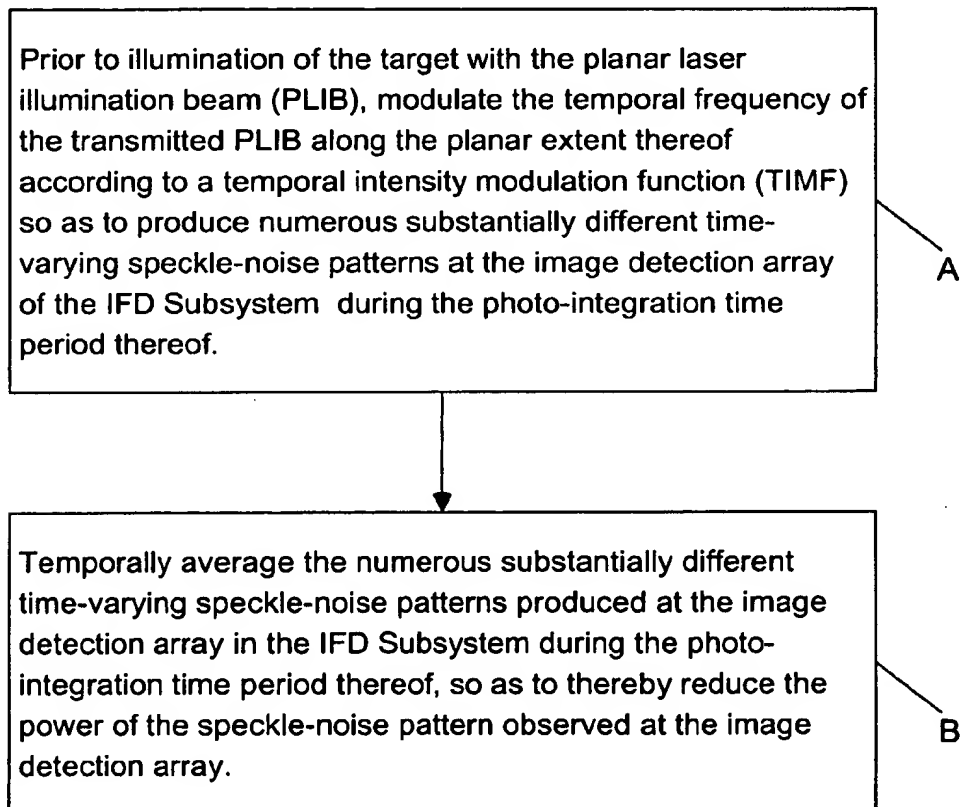 Prior to illumination of the target with the planar laser
illumination beam (PLIB), modulate the temporal frequency of
the transmitted PLIB along the planar extent thereof
according to a temporal intensity modulation function (TIMF)
so as to produce numerous substantially different time-
varying speckle-noise patterns at the image detection array
of the IFD Subsystem during the photo-integration time
period thereof.
A
Temporally average the numerous substantially different
time-varying speckle-noise patterns produced at the image
detection array in the IFD Subsystem during the photo-
integration time period thereof, so as to thereby reduce the
power of the speckle-noise pattern observed at the image
detection array.
B